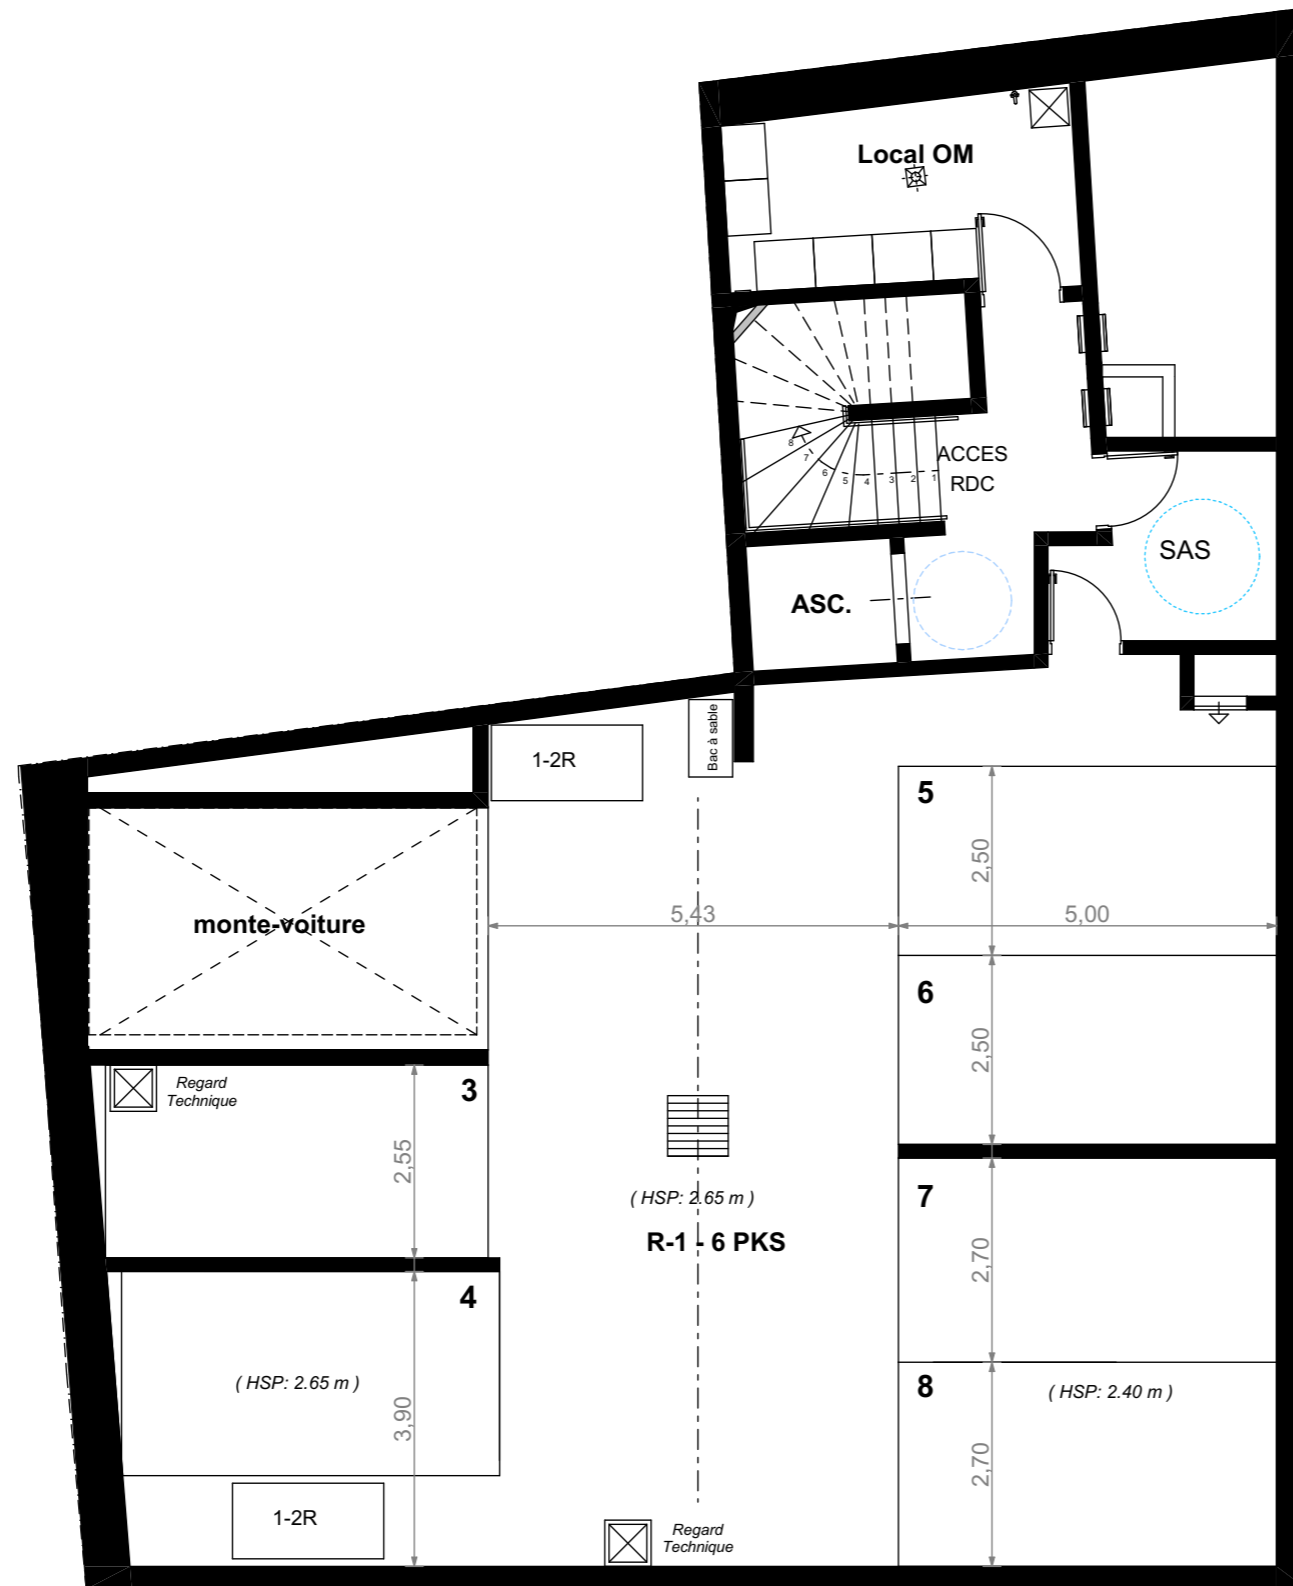 Local OM
8
7
6
5
4
3
2
1
ACCES
RDC
SAS
ASC.
Bac à sable
1-2R
5
2,50
monte-voiture
5,43
5,00
6
2,50
Regard
Technique
3
2,55
7
( HSP: 2.65 m )
R-1 - 6 PKS
2,70
4
( HSP: 2.65 m )
3,90
8
( HSP: 2.40 m )
2,70
1-2R
Regard
Technique